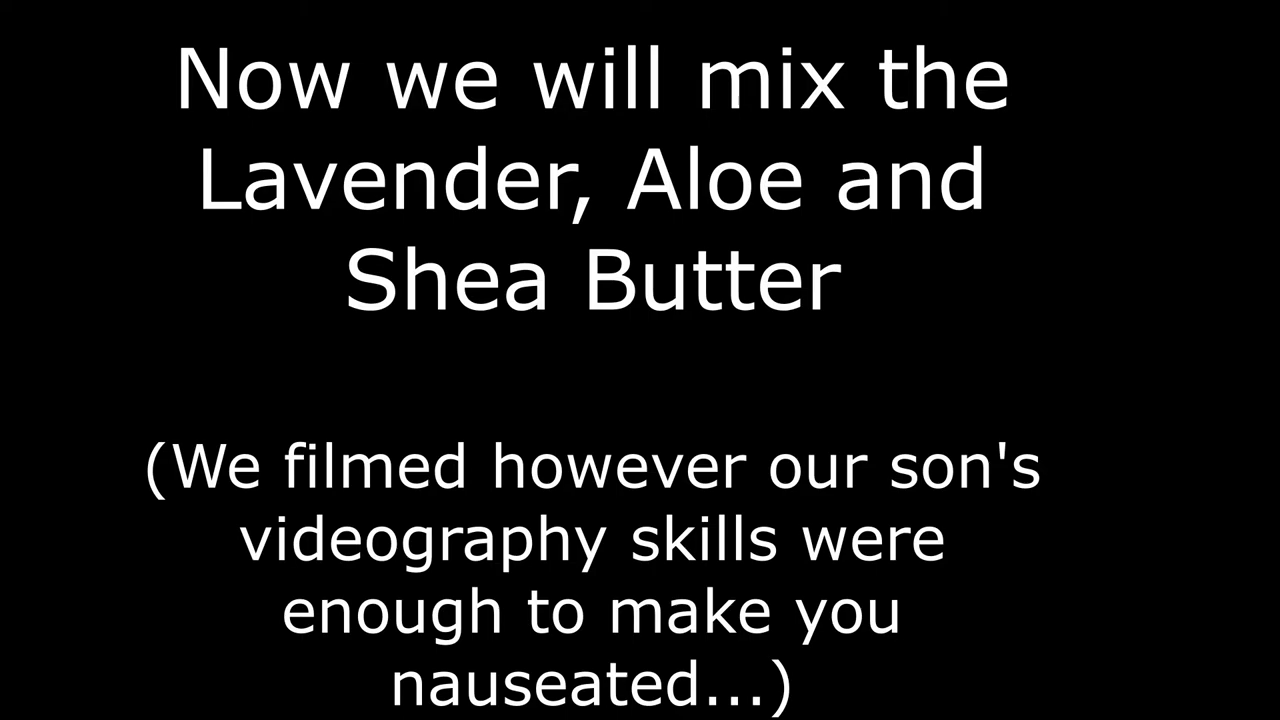 Now we will mix the
Lavender, Aloe and
Shea Butter
(We filmed however our son's
videography skills were
enough to make you
nauseated...)